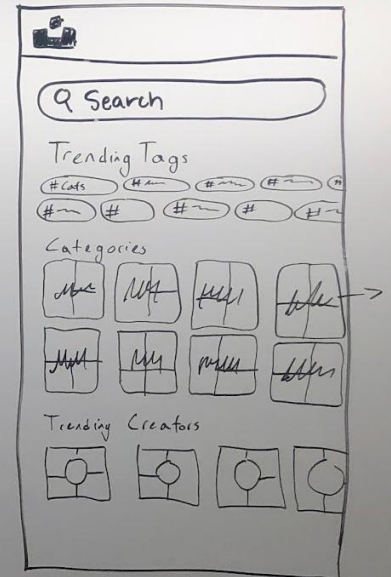 Search
Trending Tags
#Cats # # # #
# # # # #
Categories
Trending Creators